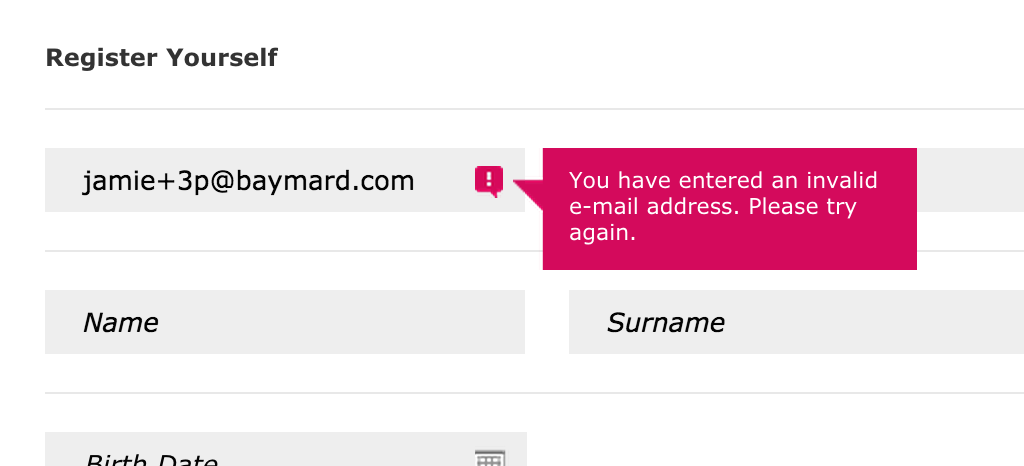 Register Yourself
jamie+3p@baymard.com
You have entered an invalid
e-mail address. Please try
again.
Name
Surname
Birth Date